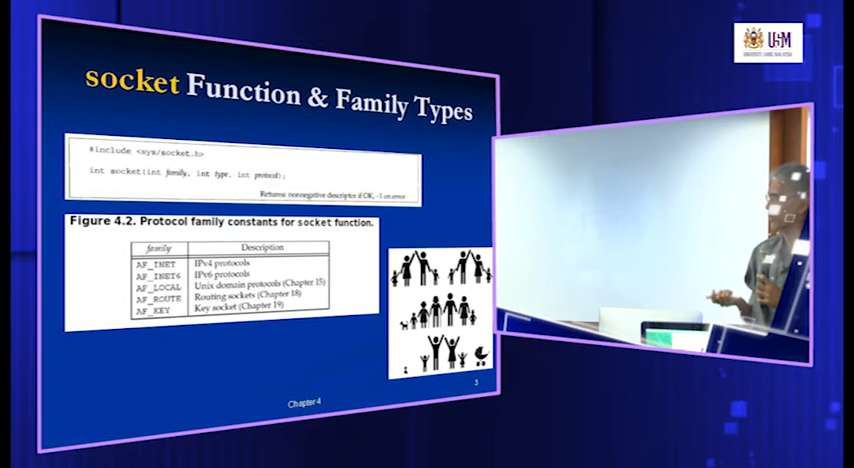 USM
UNIVERSITI SAINS MALAYSIA
socket Function & Family Types
#include <sys/socket.h>
int socket(int family, int type, int protocol);
Returns: nonnegative descriptor if OK, -1 on error
Figure 4.2. Protocol family constants for socket function.
family Description
AF_INET IPv4 protocols
AF_INET6 IPv6 protocols
AF_LOCAL Unix domain protocols (Chapter 15)
AF_ROUTE Routing sockets (Chapter 18)
AF_KEY Key socket (Chapter 19)
Chapter 4
3